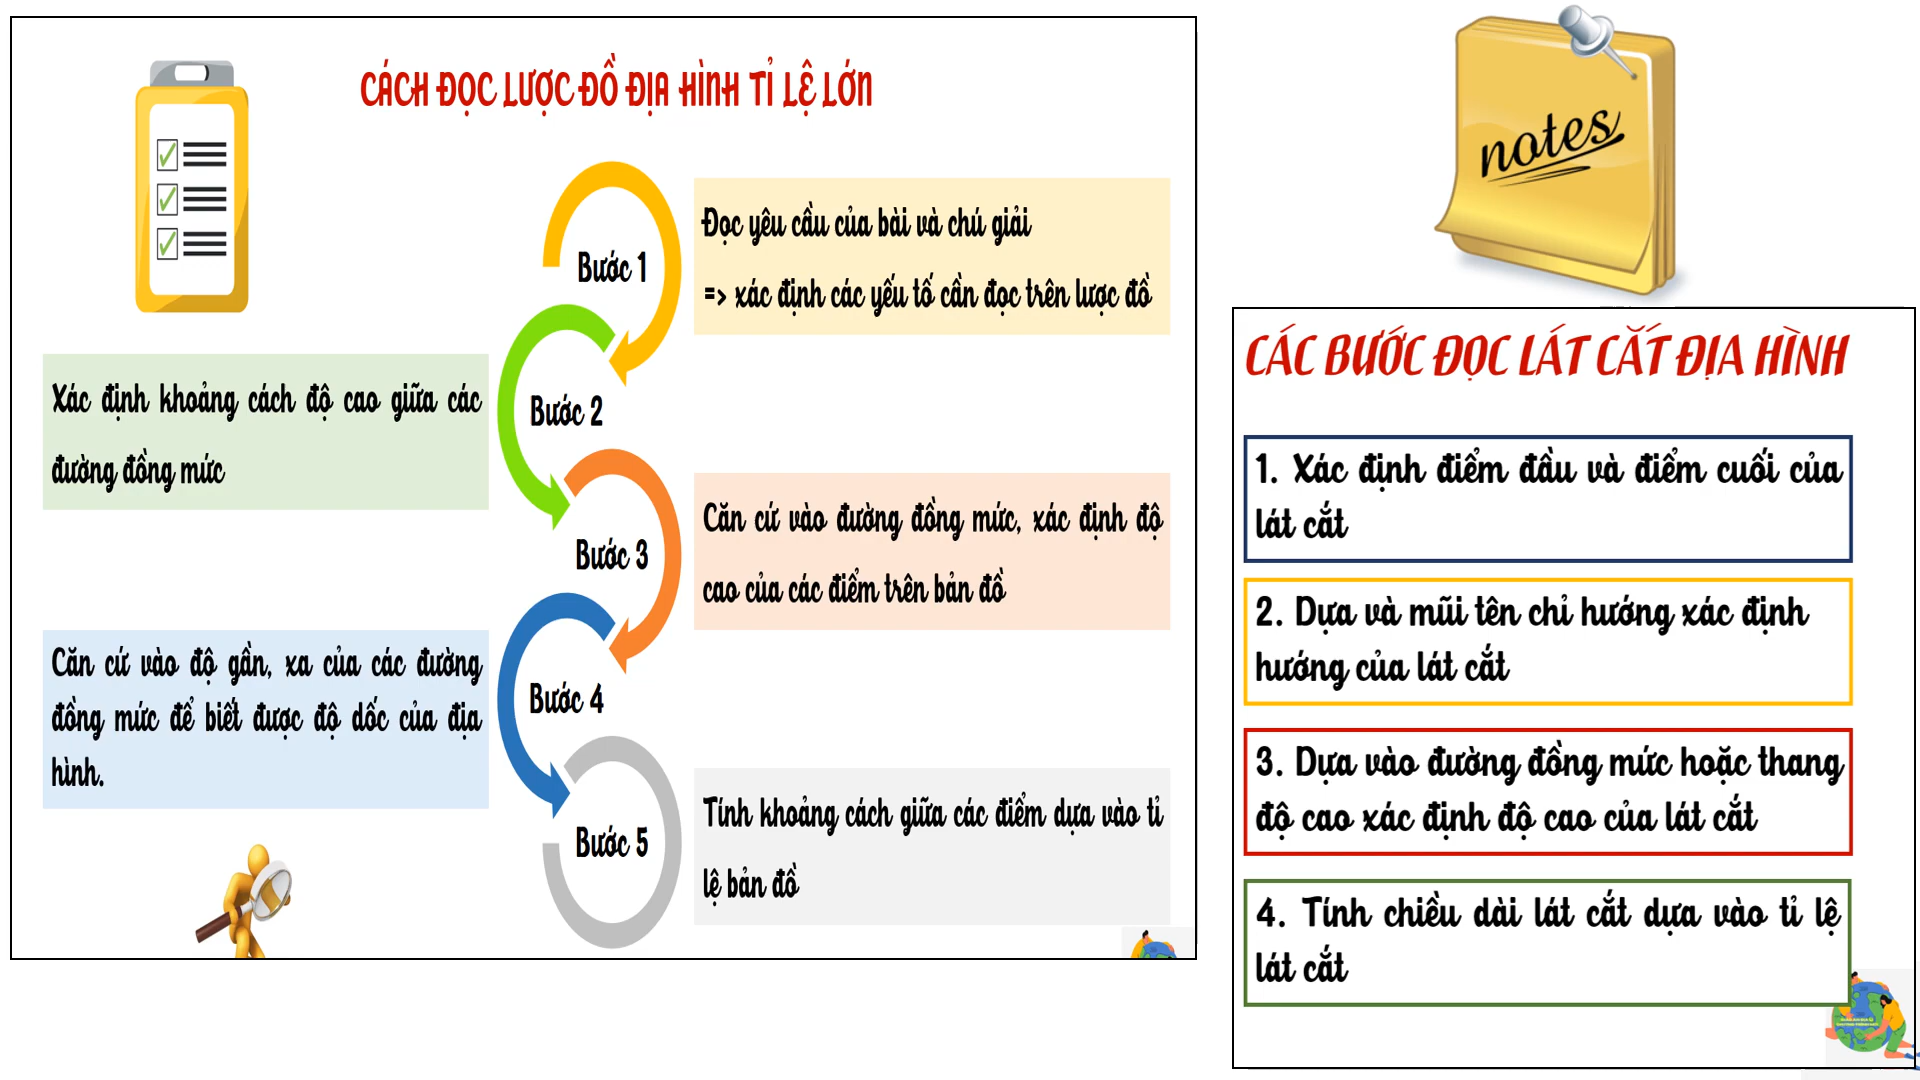 CÁCH ĐỌC LƯỢC ĐỒ ĐỊA HÌNH TỈ LỆ LỚN
Bước 1
Đọc yêu cầu của bài và chú giải
=> xác định các yếu tố cần đọc trên lược đồ
Bước 2
Xác định khoảng cách độ cao giữa các
đường đồng mức
Bước 3
Căn cứ vào đường đồng mức, xác định độ
cao của các điểm trên bản đồ
Bước 4
Căn cứ vào độ gần, xa của các đường
đồng mức để biết được độ dốc của địa
hình.
Bước 5
Tính khoảng cách giữa các điểm dựa vào tỉ
lệ bản đồ
notes
CÁC BƯỚC ĐỌC LÁT CẮT ĐỊA HÌNH
1. Xác định điểm đầu và điểm cuối của
lát cắt
2. Dựa và mũi tên chỉ hướng xác định
hướng của lát cắt
3. Dựa vào đường đồng mức hoặc thang
độ cao xác định độ cao của lát cắt
4. Tính chiều dài lát cắt dựa vào tỉ lệ
lát cắt